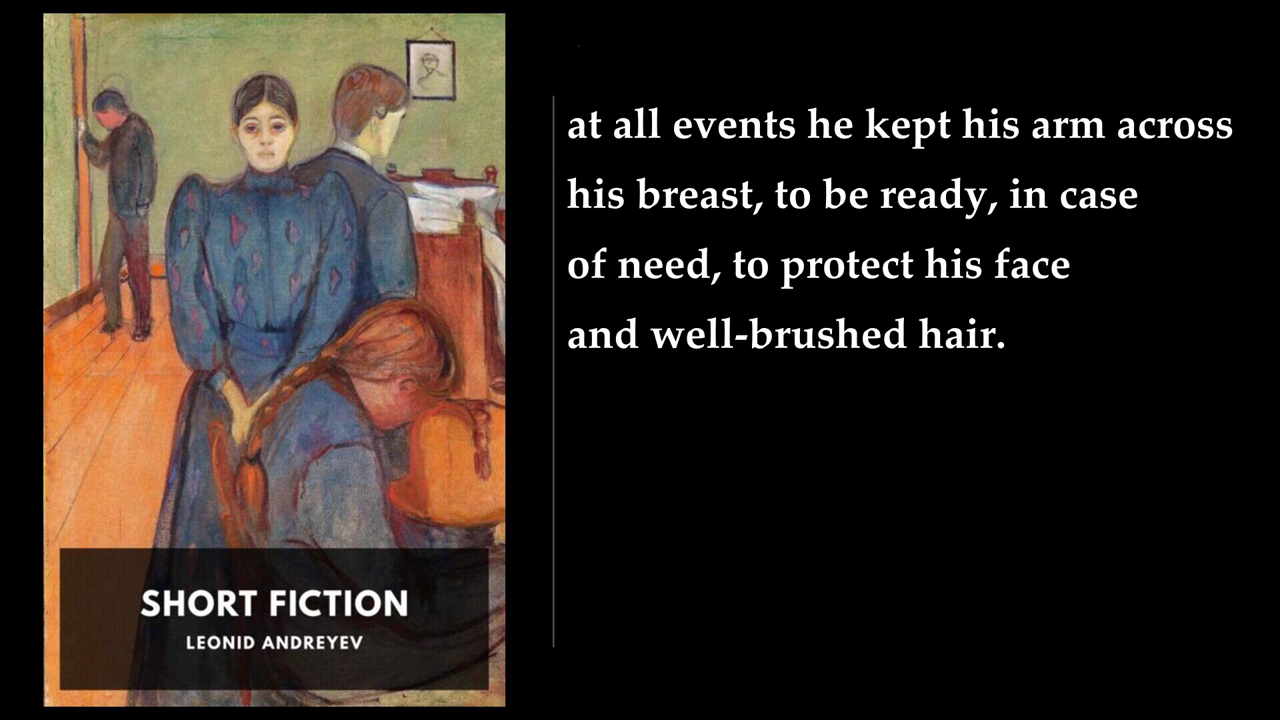 at all events he kept his arm across
his breast, to be ready, in case
of need, to protect his face
and well-brushed hair.
SHORT FICTION
LEONID ANDREYEV